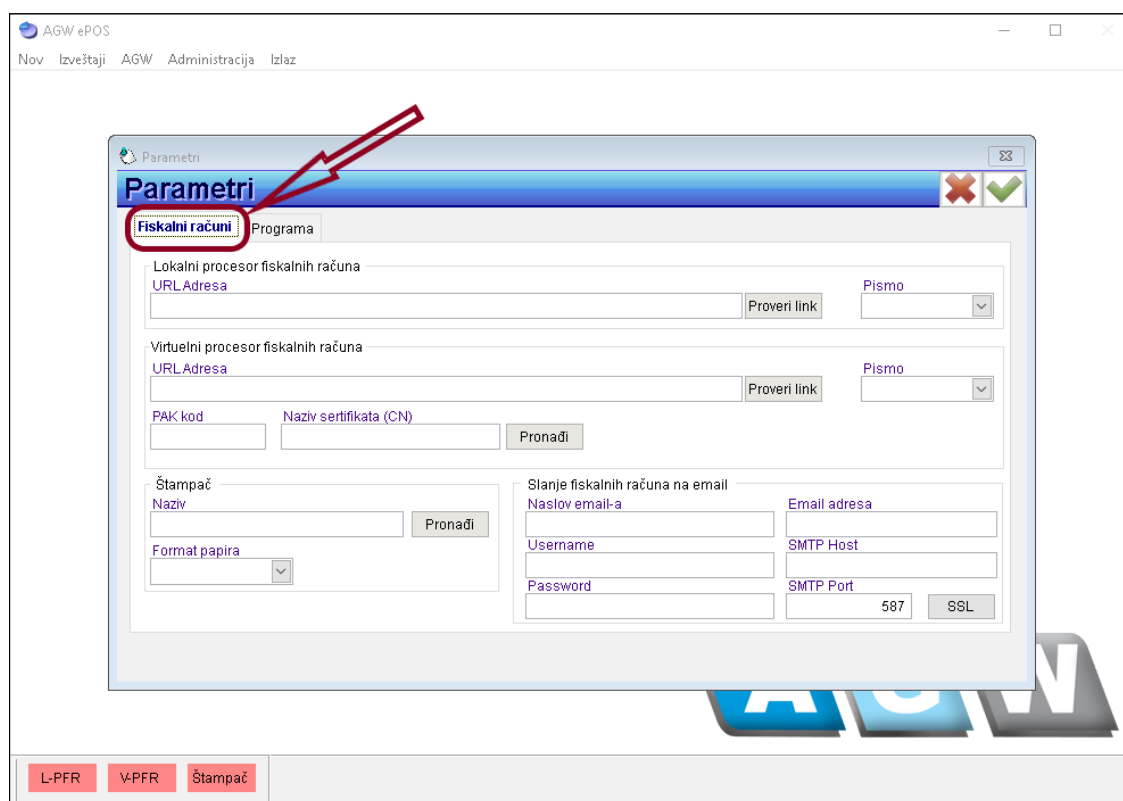 AGW ePOS
Nov Izveštaji AGW Administracija Izlaz
Parametri
Parametri
Fiskalni računi Programa
Lokalni procesor fiskalnih računa
URL Adresa Pismo
Proveri link
Virtuelni procesor fiskalnih računa
URL Adresa Pismo
Proveri link
PAK kod Naziv sertifikata (CN)
Pronađi
Štampač
Naziv
Pronađi
Format papira
Slanje fiskalnih računa na email
Naslov email-a Email adresa
Username SMTP Host
Password SMTP Port
587 SSL
AGW
L-PFR V-PFR Štampač